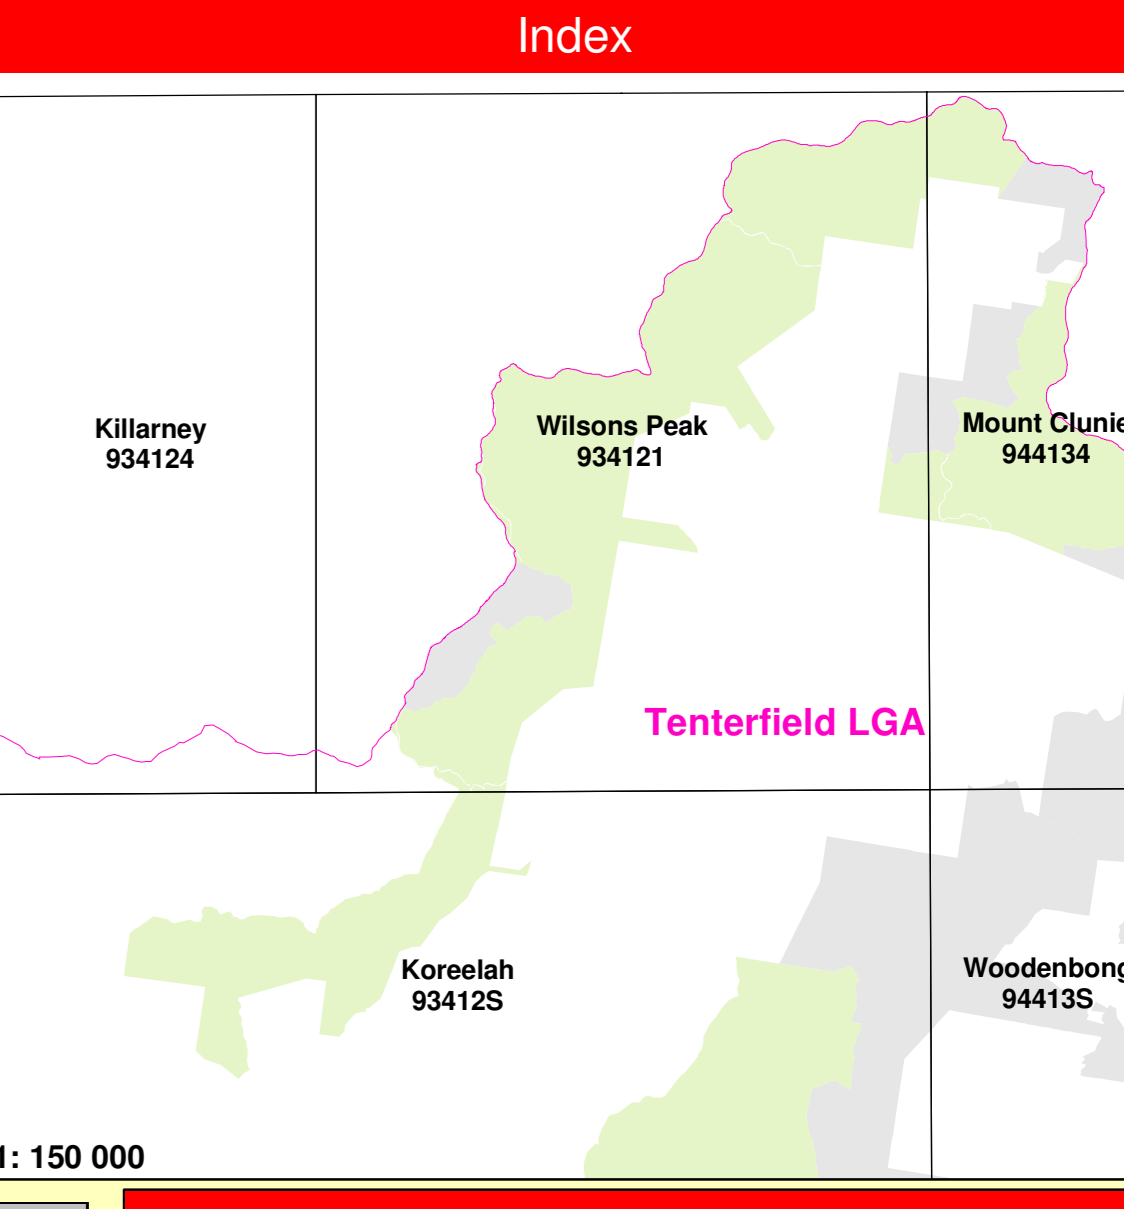 Index
Killarney
934124
Wilsons Peak
934121
Mount Clunie
944134
Tenterfield LGA
Koreelah
93412S
Woodenbong
94413S
1: 150 000